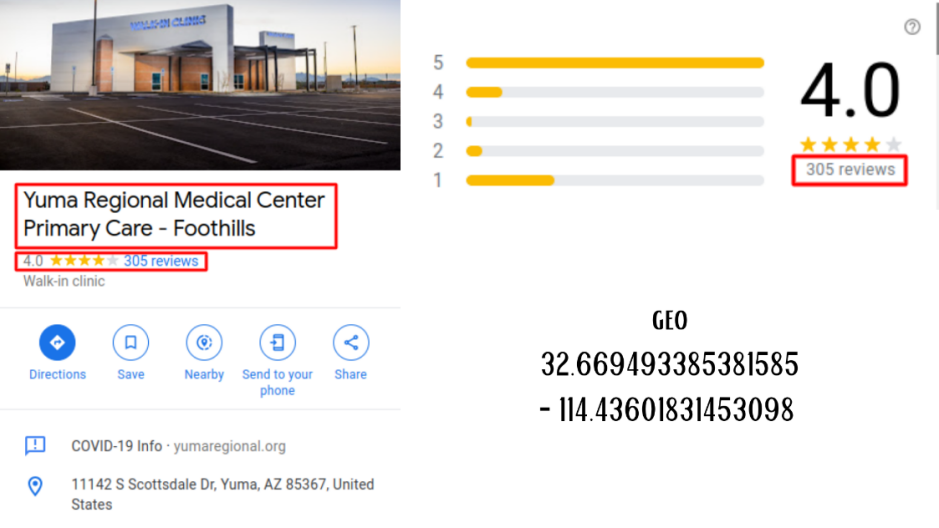 WALK-IN CLINIC
Yuma Regional Medical Center
Primary Care - Foothills
4.0 305 reviews
Walk-in clinic
Directions
Save
Nearby
Send to your
phone
Share
COVID-19 Info · yumaregional.org
11142 S Scottsdale Dr, Yuma, AZ 85367, United
States
?
5
4
3
2
1
4.0
305 reviews
GEO
32.669493385381585
- 114.43601831453098